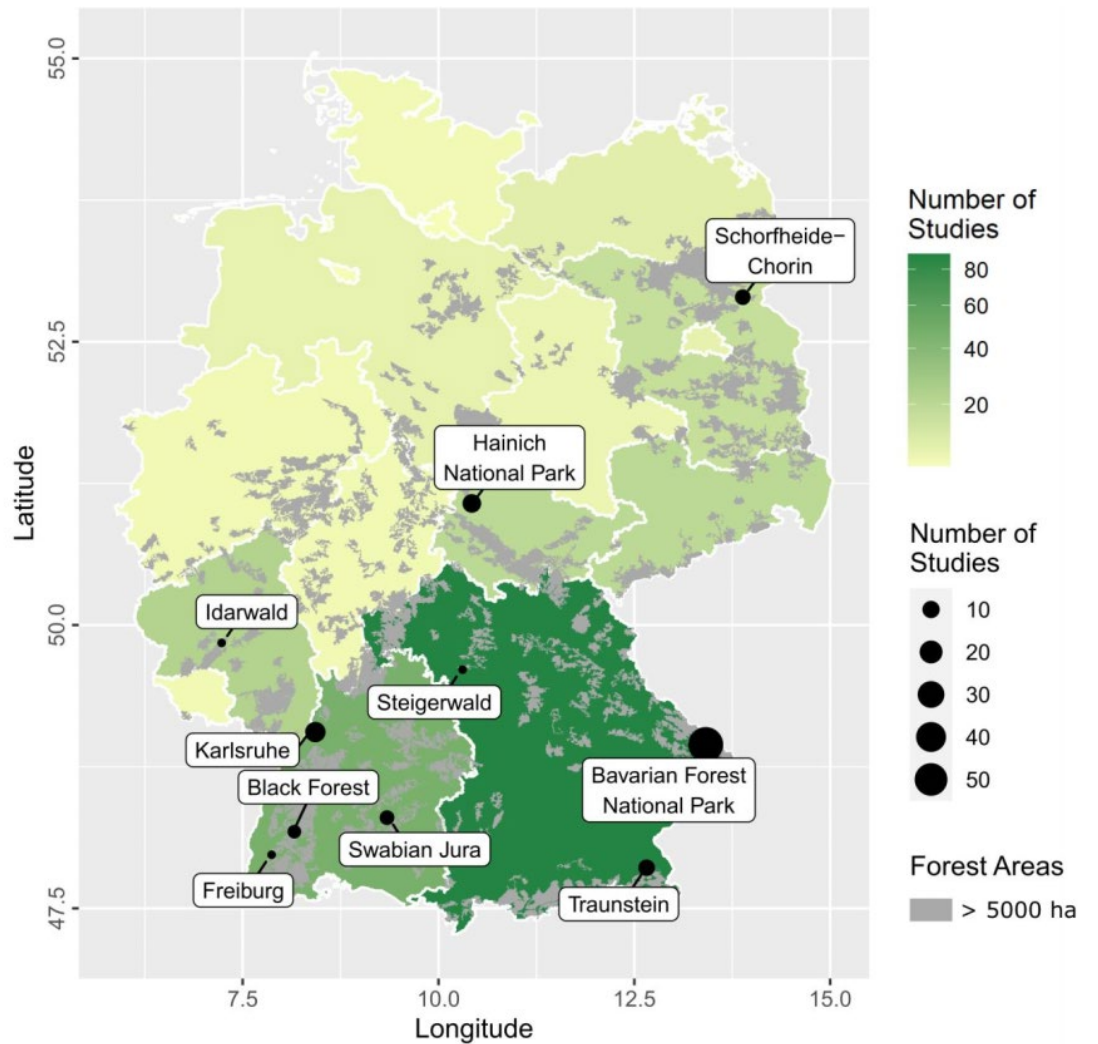 55.0
52.5
50.0
47.5
Latitude
7.5
10.0
12.5
15.0
Longitude
Schorfheide–
Chorin
Hainich
National Park
Idarwald
Steigerwald
Karlsruhe
Black Forest
Bavarian Forest
National Park
Swabian Jura
Freiburg
Traunstein
Number of
Studies
80
60
40
20
Number of
Studies
10
20
30
40
50
Forest Areas
> 5000 ha